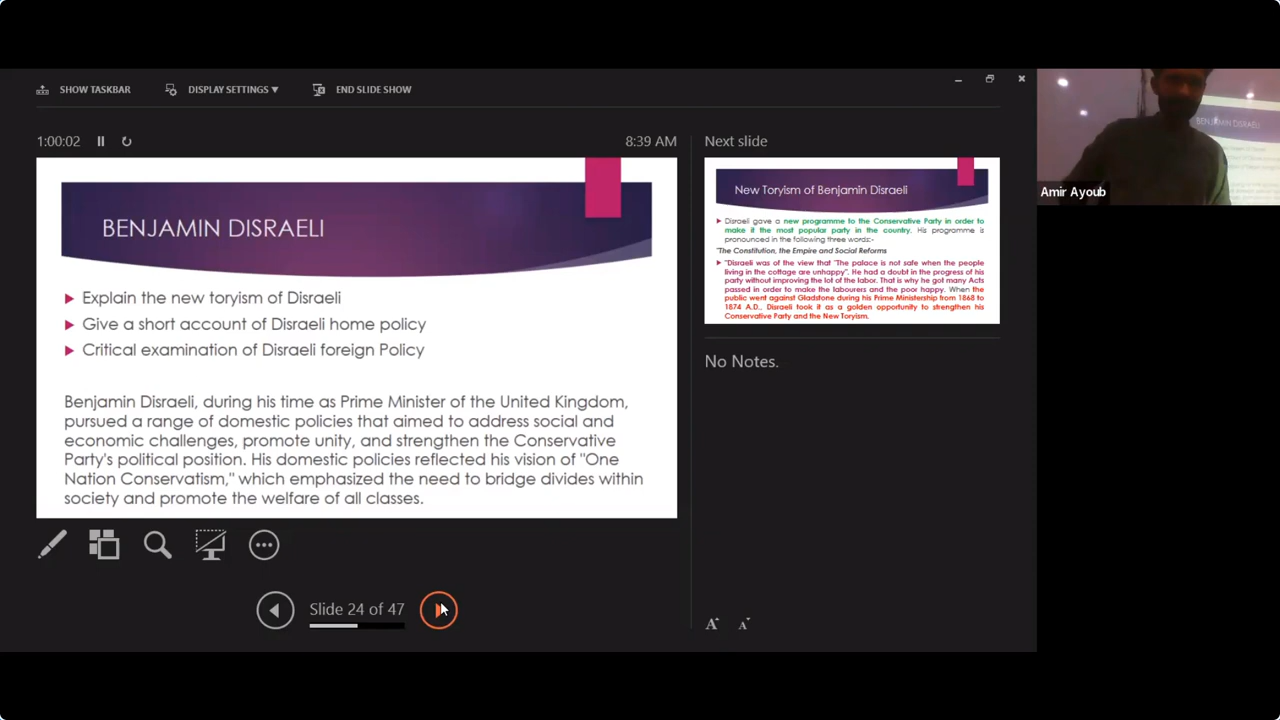 SHOW TASKBAR
DISPLAY SETTINGS ▼
END SLIDE SHOW
1:00:02
8:39 AM
BENJAMIN DISRAELI
Explain the new toryism of Disraeli
Give a short account of Disraeli home policy
Critical examination of Disraeli foreign Policy
Benjamin Disraeli, during his time as Prime Minister of the United Kingdom,
pursued a range of domestic policies that aimed to address social and
economic challenges, promote unity, and strengthen the Conservative
Party's political position. His domestic policies reflected his vision of "One
Nation Conservatism," which emphasized the need to bridge divides within
society and promote the welfare of all classes.
Slide 24 of 47
Next slide
New Toryism of Benjamin Disraeli
Disraeli gave a new programme to the Conservative Party in order to
make it the most popular party in the country. His programme is
pronounced in the following three words:-
"The Constitution, the Empire and Social Reforms
"Disraeli was of the view that "The palace is not safe when the people
living in the cottage are unhappy". He had a doubt in the progress of his
party without improving the lot of the labor. That is why he got many Acts
passed in order to make the labourers and the poor happy. When the
public went against Gladstone during his Prime Ministership from 1868 to
1874 A.D., Disraeli took it as a golden opportunity to strengthen his
Conservative Party and the New Toryism.
No Notes.
A A
Amir Ayoub
BENJAMIN DISRAELI